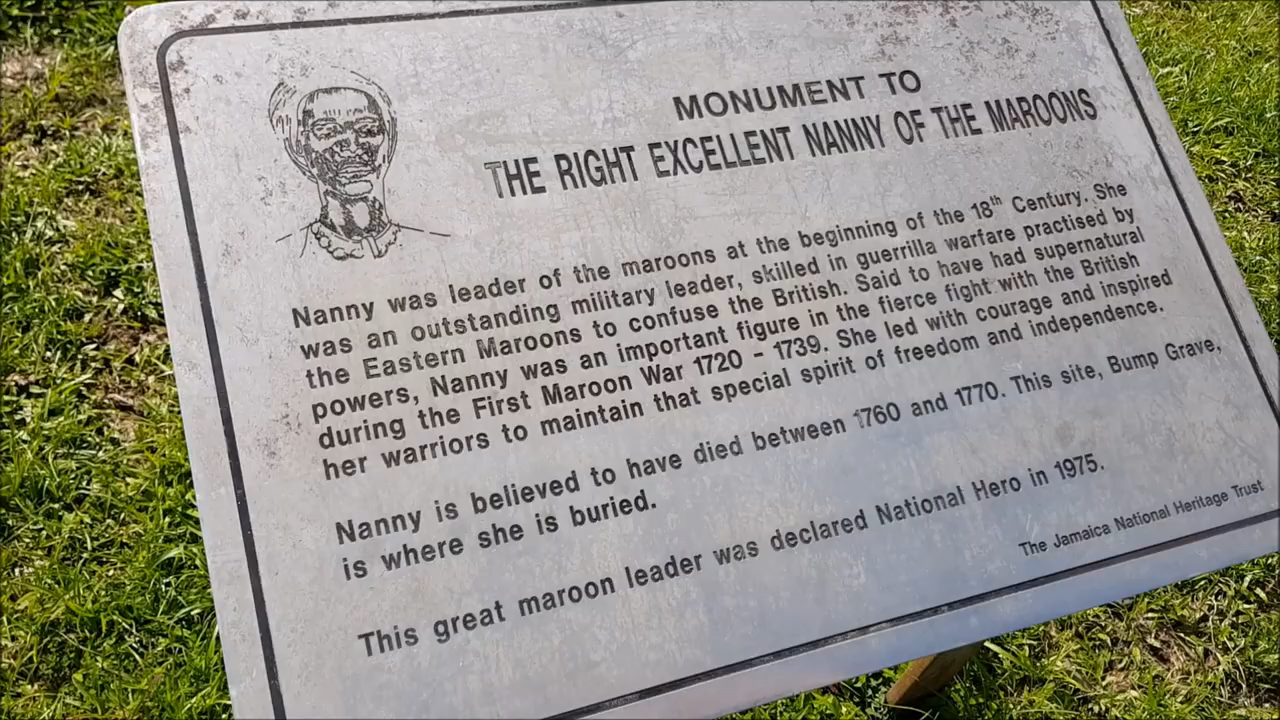 MONUMENT TO
THE RIGHT EXCELLENT NANNY OF THE MAROONS
Nanny was leader of the maroons at the beginning of the 18th Century. She
was an outstanding military leader, skilled in guerrilla warfare practised by
the Eastern Maroons to confuse the British. Said to have had supernatural
powers, Nanny was an important figure in the fierce fight with the British
during the First Maroon War 1720 - 1739. She led with courage and inspired
her warriors to maintain that special spirit of freedom and independence.
Nanny is believed to have died between 1760 and 1770. This site, Bump Grave,
is where she is buried.
This great maroon leader was declared National Hero in 1975.
The Jamaica National Heritage Trust